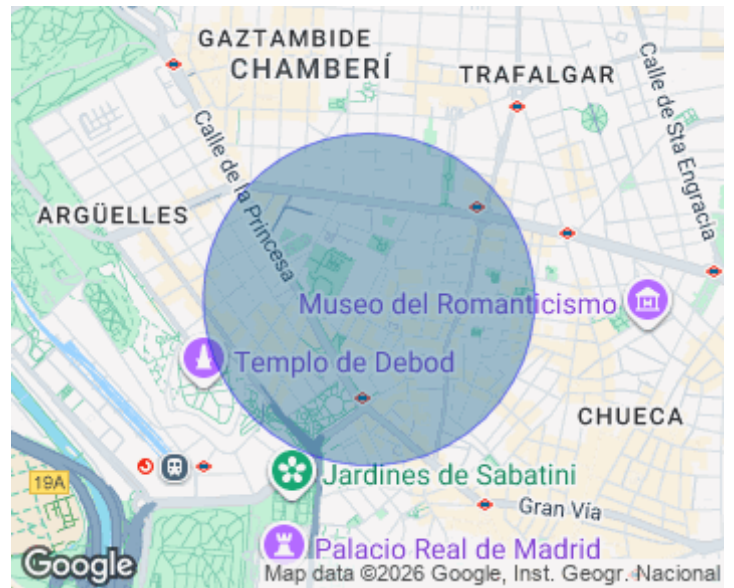 GAZTAMBIDE
CHAMBERÍ
TRAFALGAR
Calle de Sta Engracia
Calle de la Princesa
ARGÜELLES
Museo del Romanticismo
Templo de Debod
CHUECA
19A
Jardines de Sabatini
Gran Vía
Palacio Real de Madrid
Google
Map data ©2026 Google, Inst. Geogr. Nacional